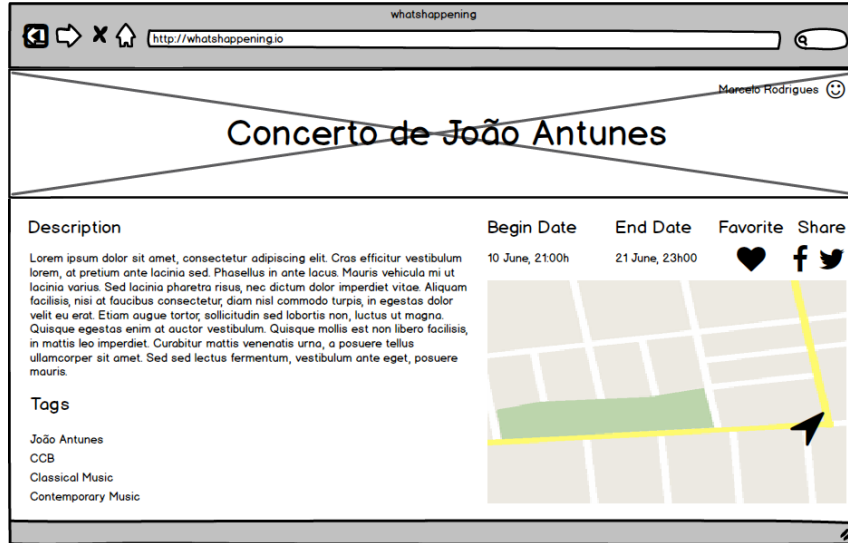 whatshappening
http://whatshappening.io
Marcelo Rodrigues
Concerto de João Antunes
Description
Lorem ipsum dolor sit amet, consectetur adipiscing elit. Cras efficitur vestibulum
lorem, at pretium ante lacinia sed. Phasellus in ante lacus. Mauris vehicula mi ut
lacinia varius. Sed lacinia pharetra risus, nec dictum dolor imperdiet vitae. Aliquam
facilisis, nisi at faucibus consectetur, diam nisl commodo turpis, in egestas dolor
velit eu erat. Etiam augue tortor, sollicitudin sed lobortis non, luctus ut magna.
Quisque egestas enim at auctor vestibulum. Quisque mollis est non libero facilisis,
in mattis leo imperdiet. Curabitur mattis venenatis urna, a posuere tellus
ullamcorper sit amet. Sed sed lectus fermentum, vestibulum ante eget, posuere
mauris.
Tags
João Antunes
CCB
Classical Music
Contemporary Music
Begin Date End Date Favorite Share
10 June, 21:00h 21 June, 23h00